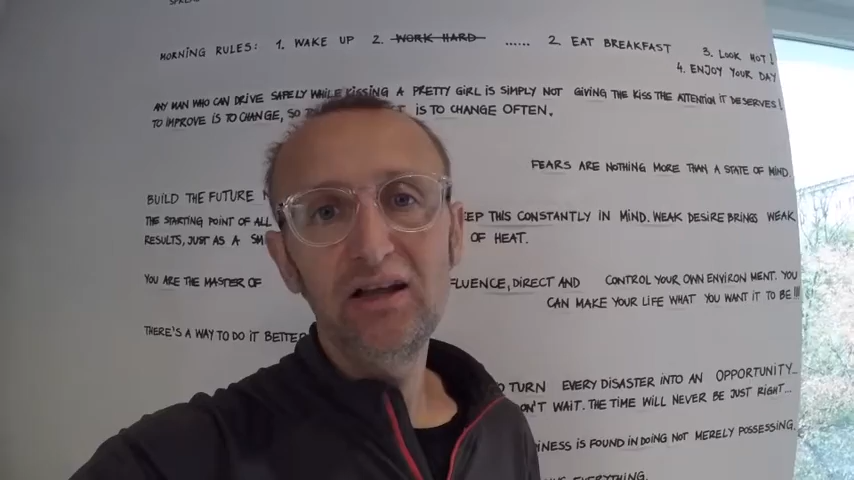 SPREAD
MORNING RULES: 1. WAKE UP 2. WORK HARD ...... 2. EAT BREAKFAST 3. LOOK HOT!
4. ENJOY YOUR DAY
ANY MAN WHO CAN DRIVE SAFELY WHILE KISSING A PRETTY GIRL IS SIMPLY NOT GIVING THE KISS THE ATTENTION IT DESERVES!
TO IMPROVE IS TO CHANGE, SO IS TO CHANGE OFTEN.
FEARS ARE NOTHING MORE THAN A STATE OF MIND.
BUILD THE FUTURE
THE STARTING POINT OF ALL KEEP THIS CONSTANTLY IN MIND. WEAK DESIRE BRINGS WEAK
RESULTS, JUST AS A OF HEAT.
YOU ARE THE MASTER OF FLUENCE, DIRECT AND CONTROL YOUR OWN ENVIRONMENT. YOU
CAN MAKE YOUR LIFE WHAT YOU WANT IT TO BE!!!
THERE'S A WAY TO DO IT BETTER
TO TURN EVERY DISASTER INTO AN OPPORTUNITY...
DON'T WAIT. THE TIME WILL NEVER BE JUST RIGHT.
INESS IS FOUND IN DOING NOT MERELY POSSESSING.
EVERYTHING.